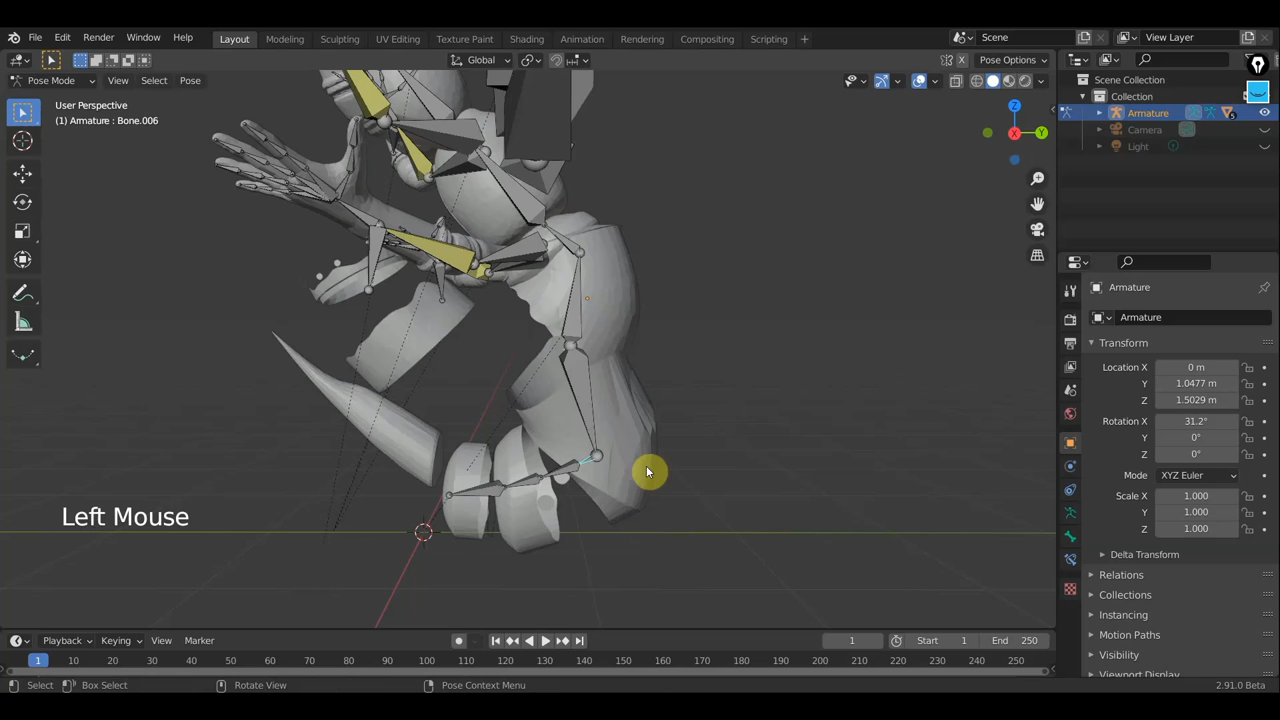 File Edit Render Window Help
Layout Modeling Sculpting UV Editing Texture Paint Shading Animation Rendering Compositing Scripting +
Scene View Layer
Global X Pose Options
Pose Mode View Select Pose
User Perspective
(1) Armature : Bone.006
Z
X Y
Scene Collection
Collection
Armature 5
Camera
Light
Armature
Armature
Transform
Location X 0 m
Y 1.0477 m
Z 1.5029 m
Rotation X 31.2°
Y 0°
Z 0°
Mode XYZ Euler
Scale X 1.000
Y 1.000
Z 1.000
Delta Transform
Relations
Collections
Instancing
Motion Paths
Visibility
Viewport Display
Left Mouse
Playback Keying View Marker 1 Start 1 End 250
1 10 20 30 40 50 60 70 80 90 100 110 120 130 140 150 160 170 180 190 200 210 220 230 240 250
Select Box Select Rotate View Pose Context Menu 2.91.0 Beta